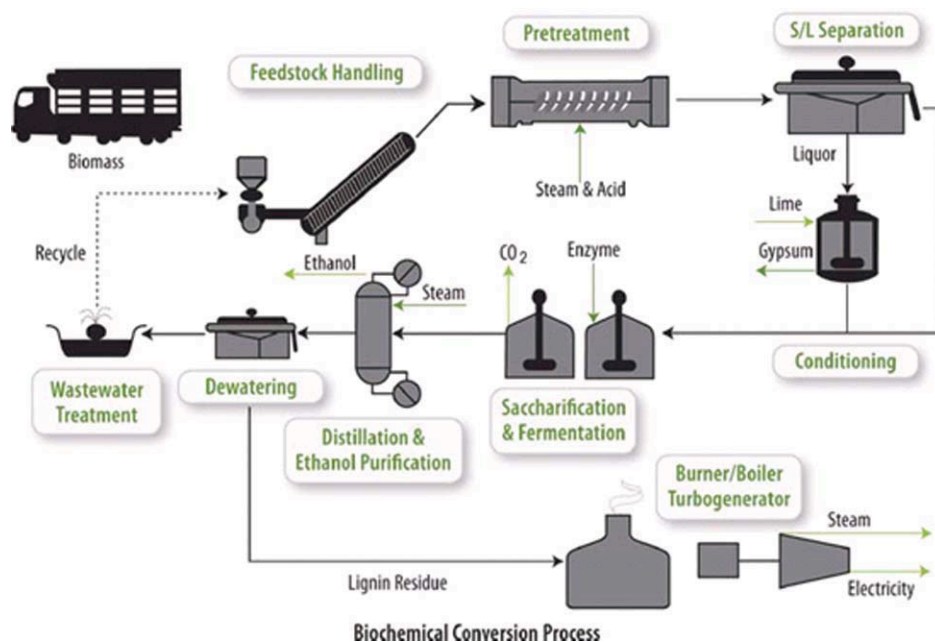 Pretreatment
S/L Separation
Feedstock Handling
Biomass
Steam & Acid
Liquor
Lime
Gypsum
Recycle
Ethanol
Steam
CO2
Enzyme
Conditioning
Wastewater
Treatment
Dewatering
Distillation &
Ethanol Purification
Saccharification
& Fermentation
Burner/Boiler
Turbogenerator
Steam
Electricity
Lignin Residue
Biochemical Conversion Process